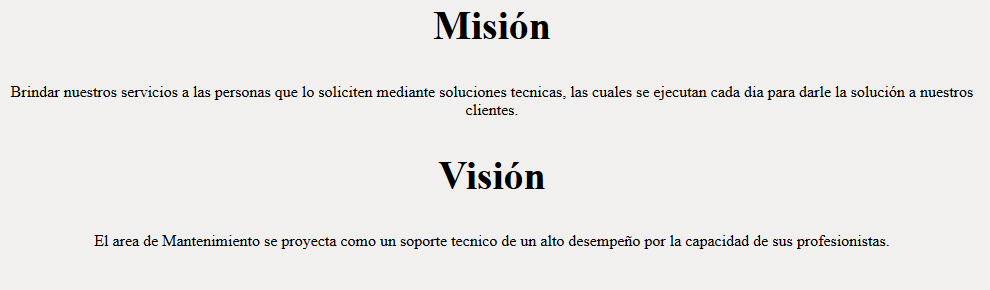 Misión
Brindar nuestros servicios a las personas que lo soliciten mediante soluciones tecnicas, las cuales se ejecutan cada dia para darle la solución a nuestros
clientes.
Visión
El area de Mantenimiento se proyecta como un soporte tecnico de un alto desempeño por la capacidad de sus profesionistas.